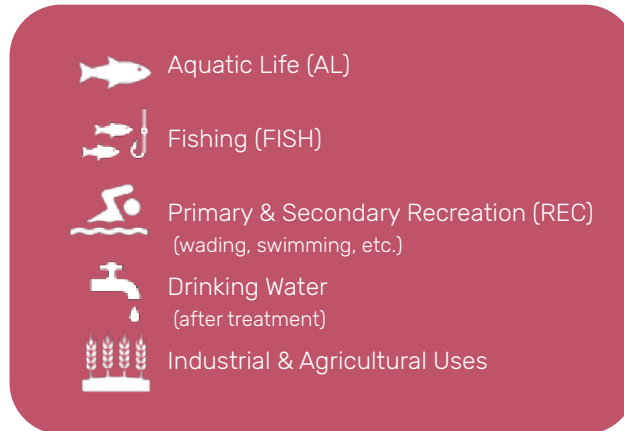 Aquatic Life (AL)
Fishing (FISH)
Primary & Secondary Recreation (REC)
(wading, swimming, etc.)
Drinking Water
(after treatment)
Industrial & Agricultural Uses